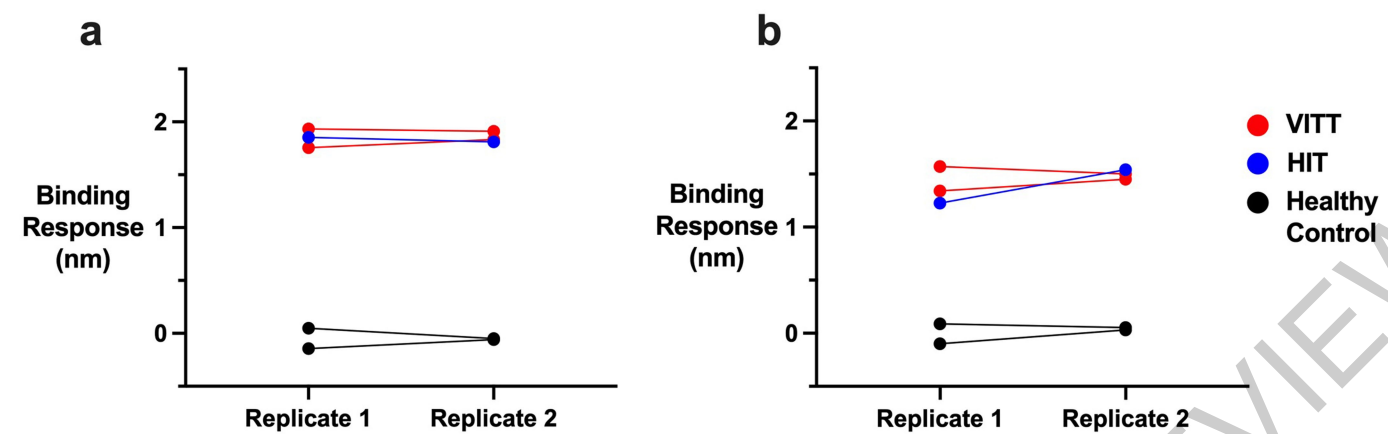 a
2
Binding
Response 1
(nm)
0
Replicate 1 Replicate 2
b
2
Binding
Response 1
(nm)
0
Replicate 1 Replicate 2
VITT
HIT
Healthy
Control